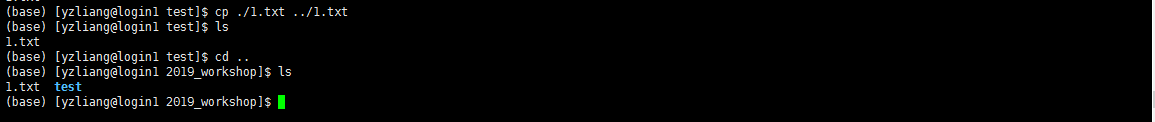 (base) [yzliang@login1 test]$ cp ./1.txt ../1.txt
(base) [yzliang@login1 test]$ ls
1.txt
(base) [yzliang@login1 test]$ cd ..
(base) [yzliang@login1 2019_workshop]$ ls
1.txt  test
(base) [yzliang@login1 2019_workshop]$